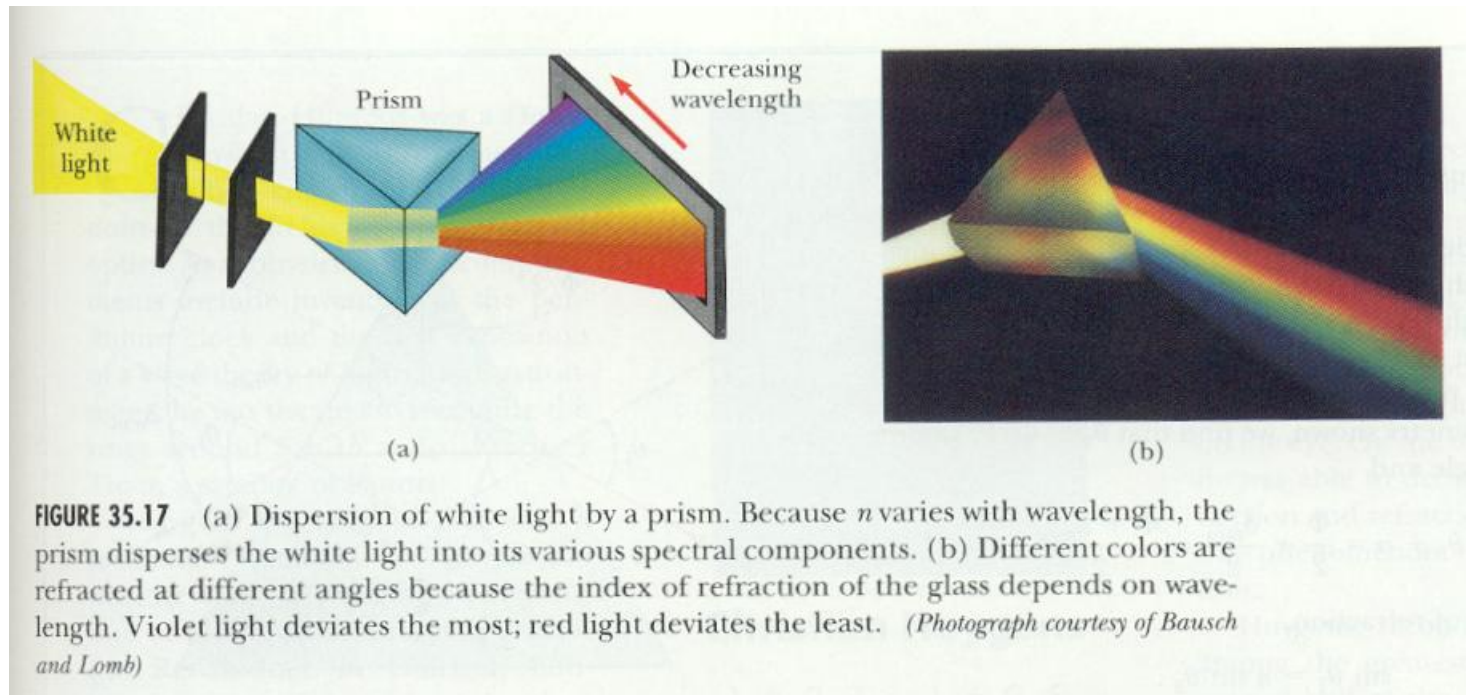 White
light
Prism
Decreasing
wavelength
(a)
(b)
FIGURE 35.17 (a) Dispersion of white light by a prism. Because n varies with wavelength, the
prism disperses the white light into its various spectral components. (b) Different colors are
refracted at different angles because the index of refraction of the glass depends on wave-
length. Violet light deviates the most; red light deviates the least. (Photograph courtesy of Bausch
and Lomb)